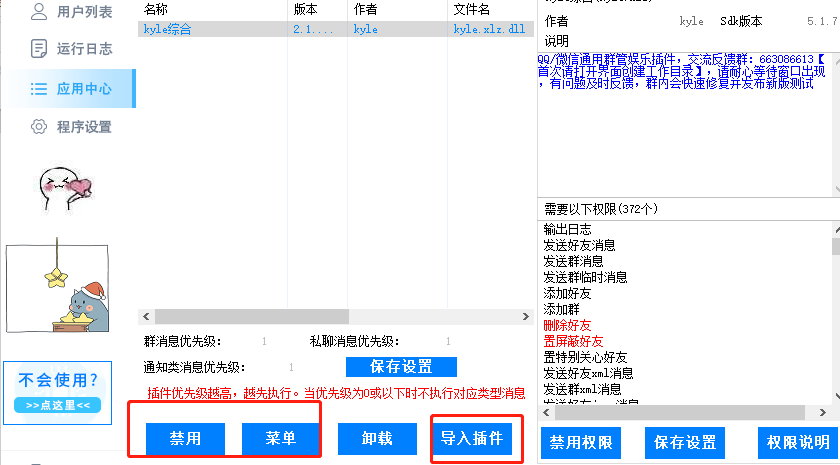 用户列表
运行日志
应用中心
程序设置
不会使用?
>>点这里<<
名称 版本 作者 文件名
kyle综合 2.1.... kyle kyle.xlz.dll
群消息优先级: 1 私聊消息优先级: 1
通知类消息优先级: 1 保存设置
插件优先级越高，越先执行。当优先级为0或以下时不执行对应类型消息
禁用 菜单 卸载 导入插件
作者 kyle Sdk版本 5.1.7
说明
QQ/微信通用群管娱乐插件，交流反馈群：663086613【
首次请打开界面创建工作目录】，请耐心等待窗口出现
，有问题及时反馈，群内会快速修复并发布新版测试
需要以下权限(372个)
输出日志
发送好友消息
发送群消息
发送群临时消息
添加好友
添加群
删除好友
置屏蔽好友
置特别关心好友
发送好友xml消息
发送群xml消息
禁用权限 保存设置 权限说明